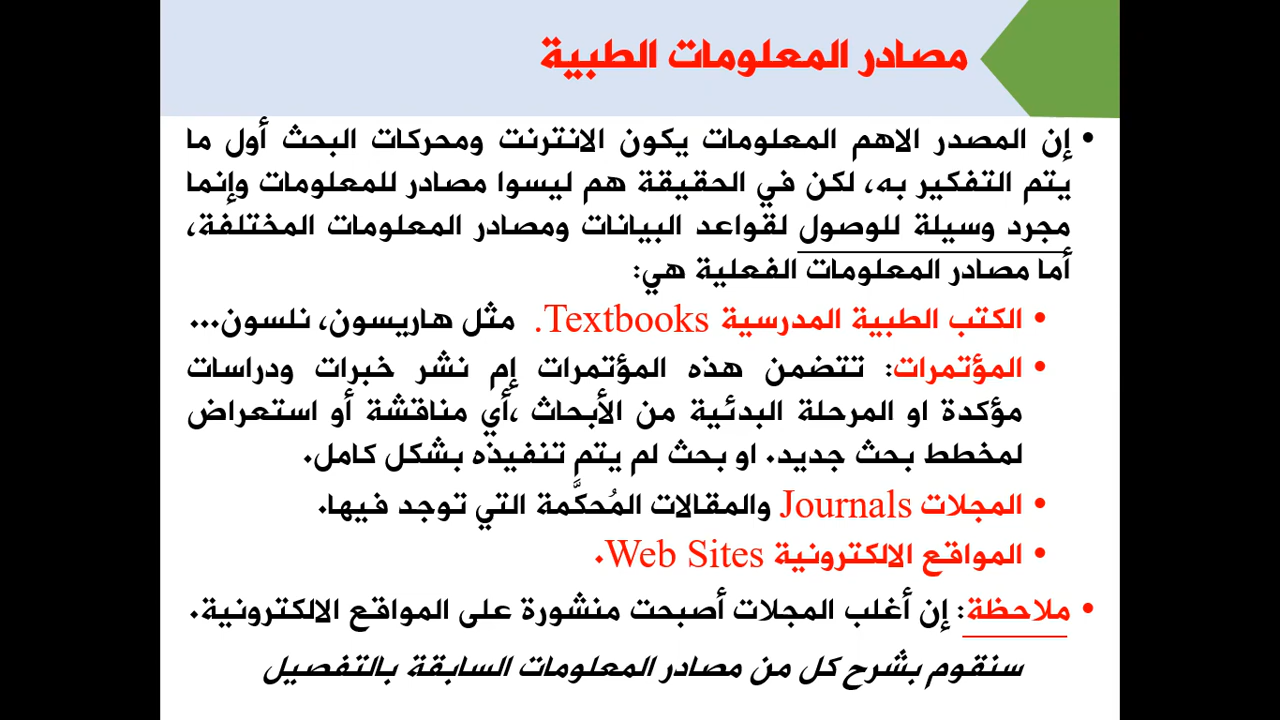 مصادر المعلومات الطبية
• إن المصدر الاهم المعلومات يكون الانترنت ومحركات البحث أول ما
يتم التفكير به، لكن في الحقيقة هم ليسوا مصادر للمعلومات وإنما
مجرد وسيلة للوصول لقواعد البيانات ومصادر المعلومات المختلفة،
أما مصادر المعلومات الفعلية هي:
• الكتب الطبية المدرسية Textbooks. مثل هاريسون، نلسون...
• المؤتمرات: تتضمن هذه المؤتمرات إم نشر خبرات ودراسات
مؤكدة او المرحلة البدئية من الأبحاث ،أي مناقشة أو استعراض
لمخطط بحث جديد. او بحث لم يتم تنفيذه بشكل كامل.
• المجلات Journals والمقالات المُحكَّمة التي توجد فيها.
• المواقع الالكترونية Web Sites.
• ملاحظة: إن أغلب المجلات أصبحت منشورة على المواقع الالكترونية.
سنقوم بشرح كل من مصادر المعلومات السابقة بالتفصيل